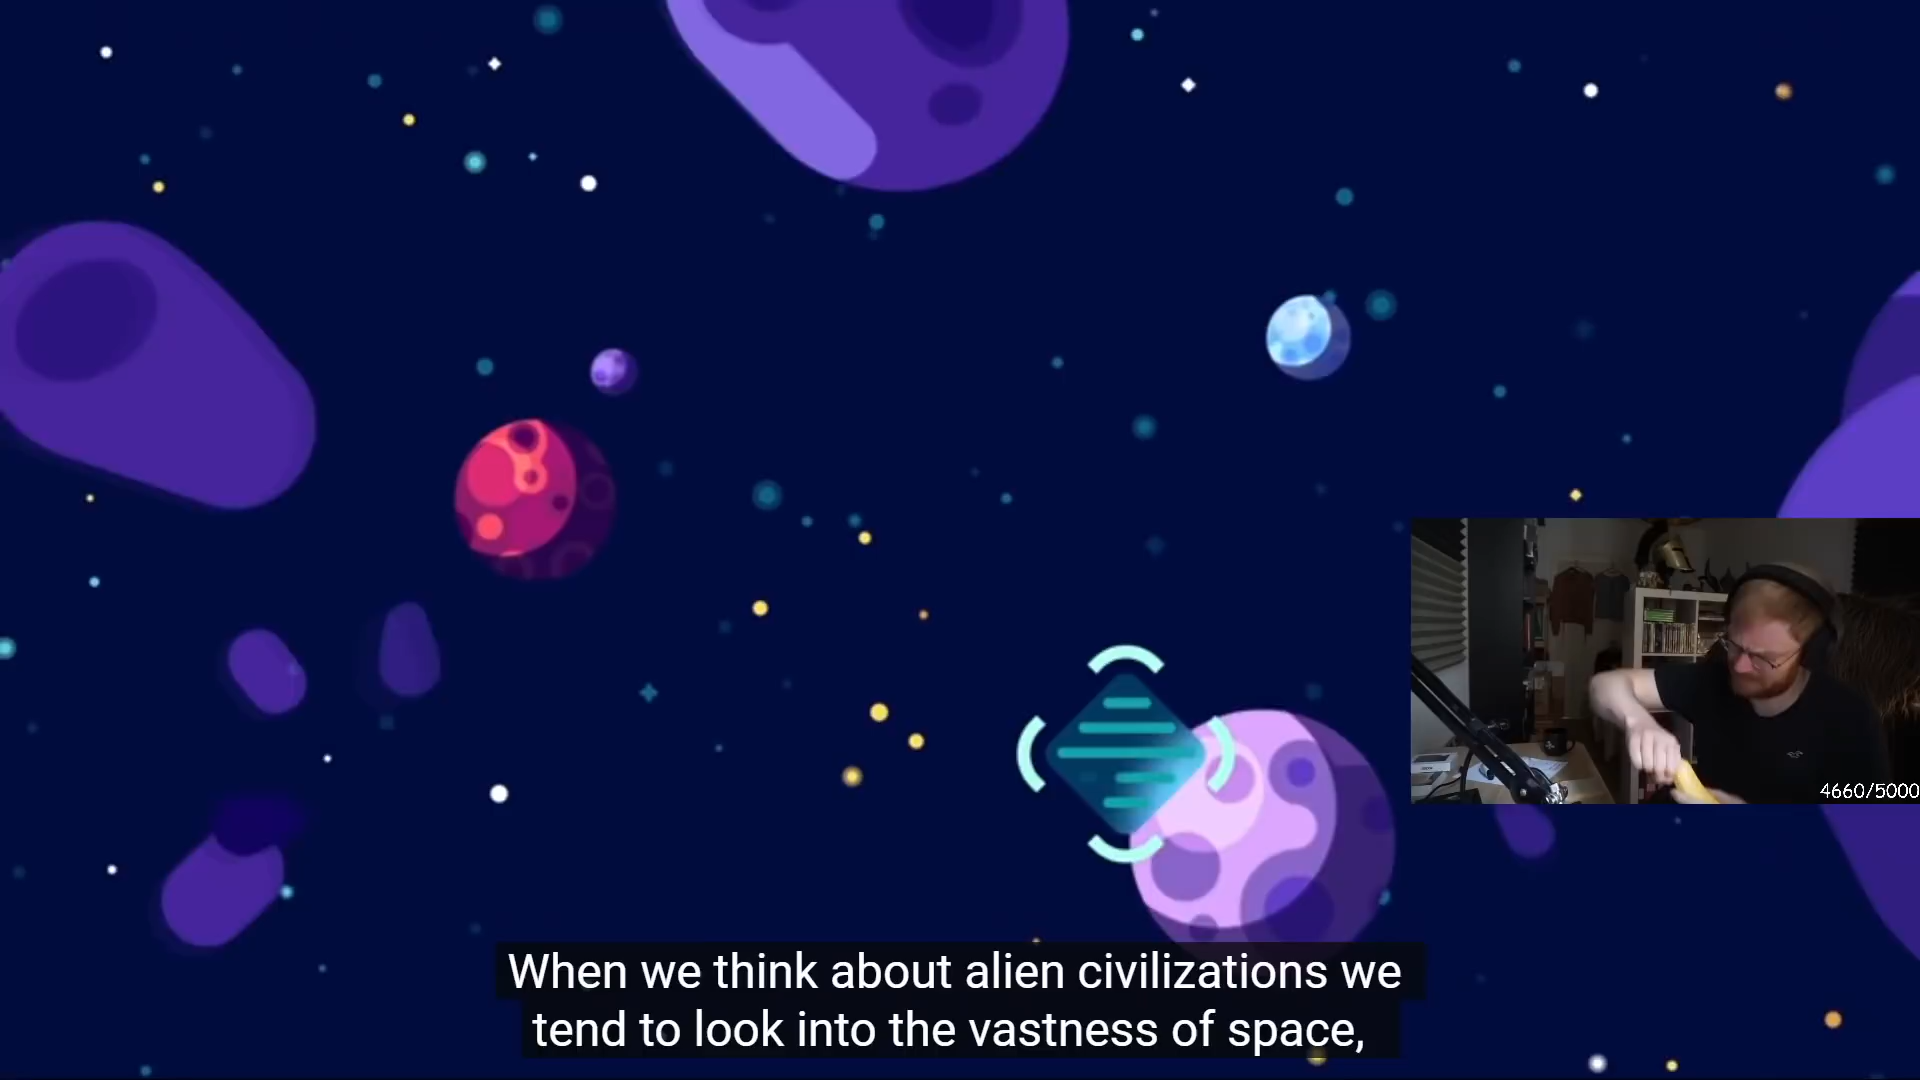 4660/5000
When we think about alien civilizations we
tend to look into the vastness of space,